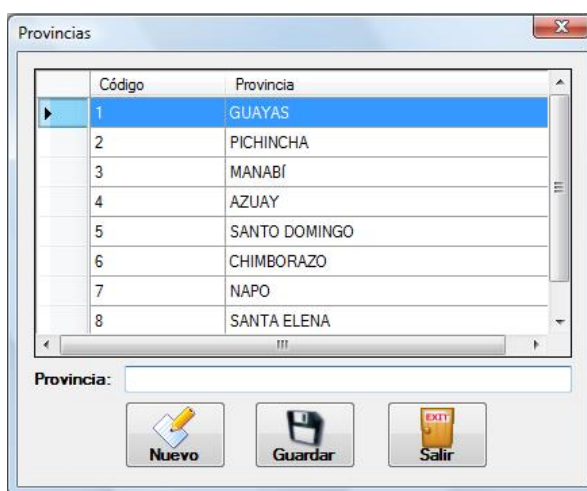 Provincias
Código Provincia
1 GUAYAS
2 PICHINCHA
3 MANABÍ
4 AZUAY
5 SANTO DOMINGO
6 CHIMBORAZO
7 NAPO
8 SANTA ELENA
Provincia:
EXIT
Nuevo Guardar Salir